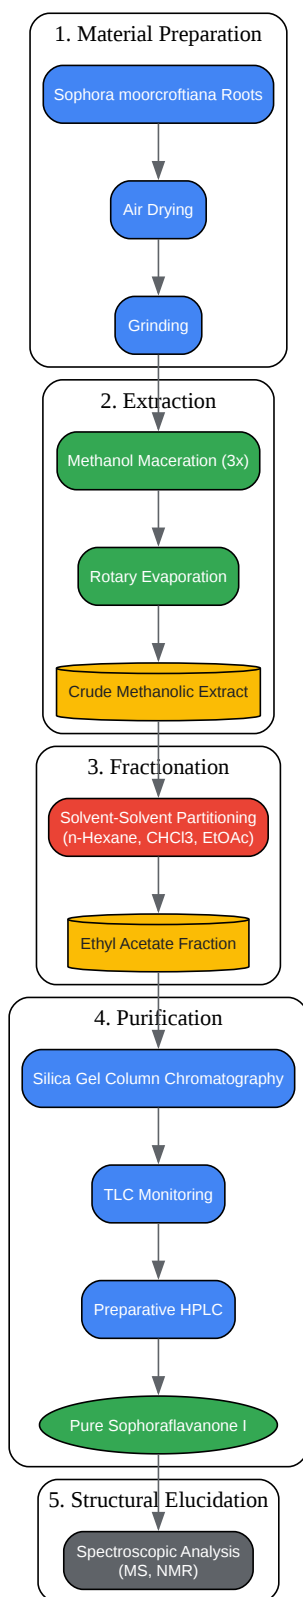 1. Material Preparation
Sophora moorcroftiana Roots
Air Drying
Grinding
2. Extraction
Methanol Maceration (3x)
Rotary Evaporation
Crude Methanolic Extract
3. Fractionation
Solvent-Solvent Partitioning
(n-Hexane, CHCl3, EtOAc)
Ethyl Acetate Fraction
4. Purification
Silica Gel Column Chromatography
TLC Monitoring
Preparative HPLC
Pure Sophoraflavanone I
5. Structural Elucidation
Spectroscopic Analysis
(MS, NMR)